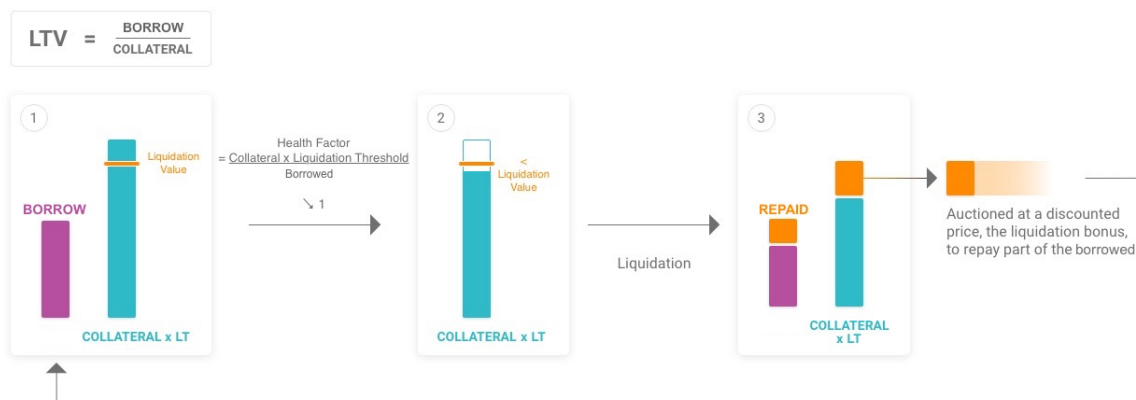 LTV = BORROW
COLLATERAL
1
Liquidation
Value
BORROW
COLLATERAL x LT
Health Factor
= Collateral x Liquidation Threshold
Borrowed
↘ 1
2
<
Liquidation
Value
COLLATERAL x LT
Liquidation
3
REPAID
COLLATERAL
x LT
Auctioned at a discounted
price, the liquidation bonus,
to repay part of the borrowed